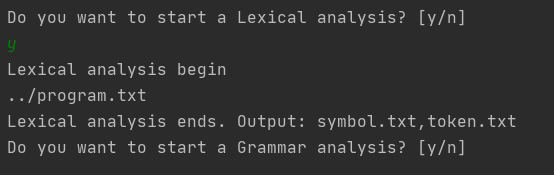 Do you want to start a Lexical analysis? [y/n]
y
Lexical analysis begin
../program.txt
Lexical analysis ends. Output: symbol.txt,token.txt
Do you want to start a Grammar analysis? [y/n]